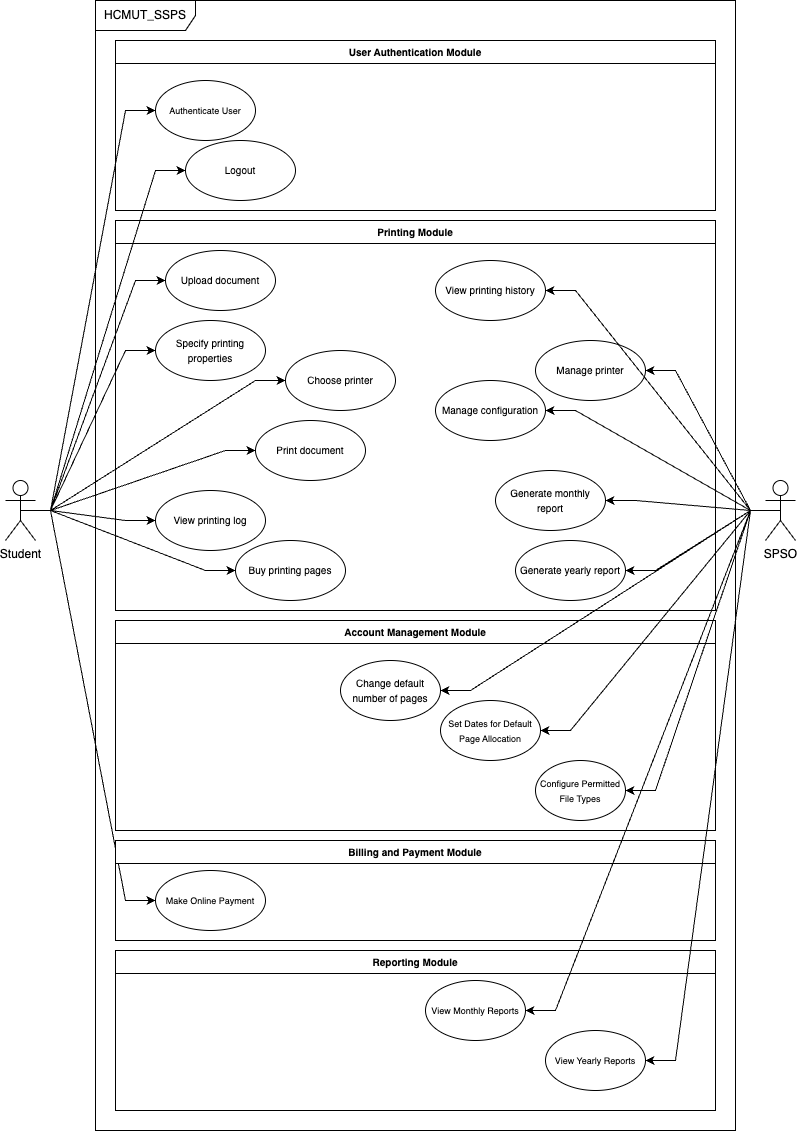 HCMUT_SSPS
User Authentication Module
Authenticate User
Logout
Printing Module
Upload document
View printing history
Specify printing
properties
Choose printer
Manage printer
Manage configuration
Print document
Generate monthly
report
View printing log
Buy printing pages
Generate yearly report
Student
SPSO
Account Management Module
Change default
number of pages
Set Dates for Default
Page Allocation
Configure Permitted
File Types
Billing and Payment Module
Make Online Payment
Reporting Module
View Monthly Reports
View Yearly Reports